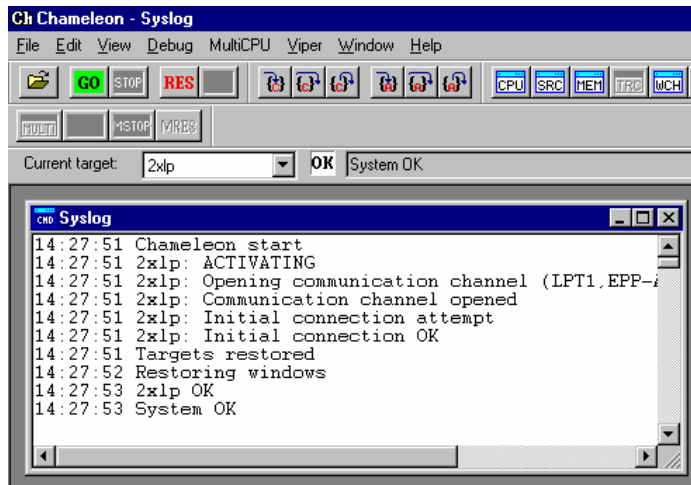 Ch Chameleon - Syslog
File Edit View Debug MultiCPU Viper Window Help
GO STOP RES {c} {c} {c} {A} {A} {A} CPU SRC MEM TRC WCH
MULTI MSTOP MRES
Current target: 2xlp OK System OK
CMD Syslog
14:27:51 Chameleon start
14:27:51 2xlp: ACTIVATING
14:27:51 2xlp: Opening communication channel (LPT1,EPP-
14:27:51 2xlp: Communication channel opened
14:27:51 2xlp: Initial connection attempt
14:27:51 2xlp: Initial connection OK
14:27:51 Targets restored
14:27:52 Restoring windows
14:27:53 2xlp OK
14:27:53 System OK